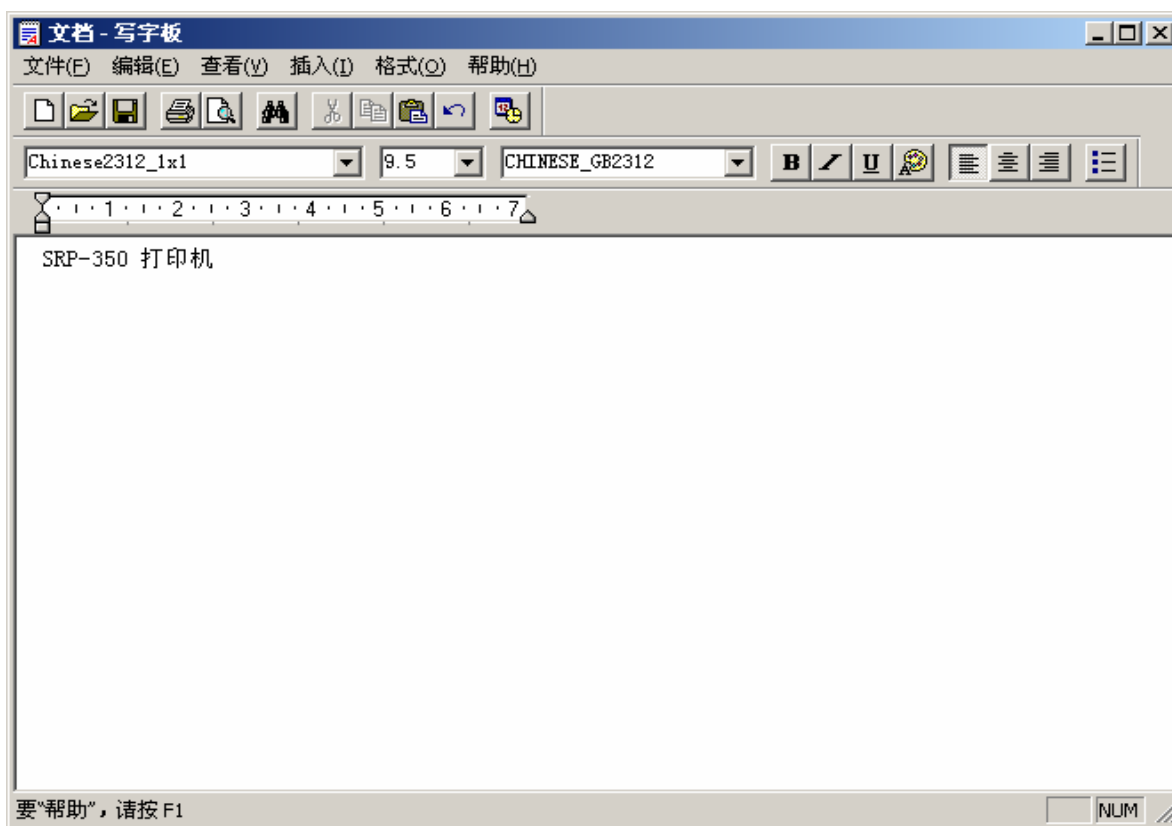 文档 - 写字板
文件(F) 编辑(E) 查看(V) 插入(I) 格式(O) 帮助(H)
Chinese2312_1x1 9.5 CHINESE_GB2312 B U
1 2 3 4 5 6 7
SRP-350 打印机
要“帮助”，请按 F1 NUM